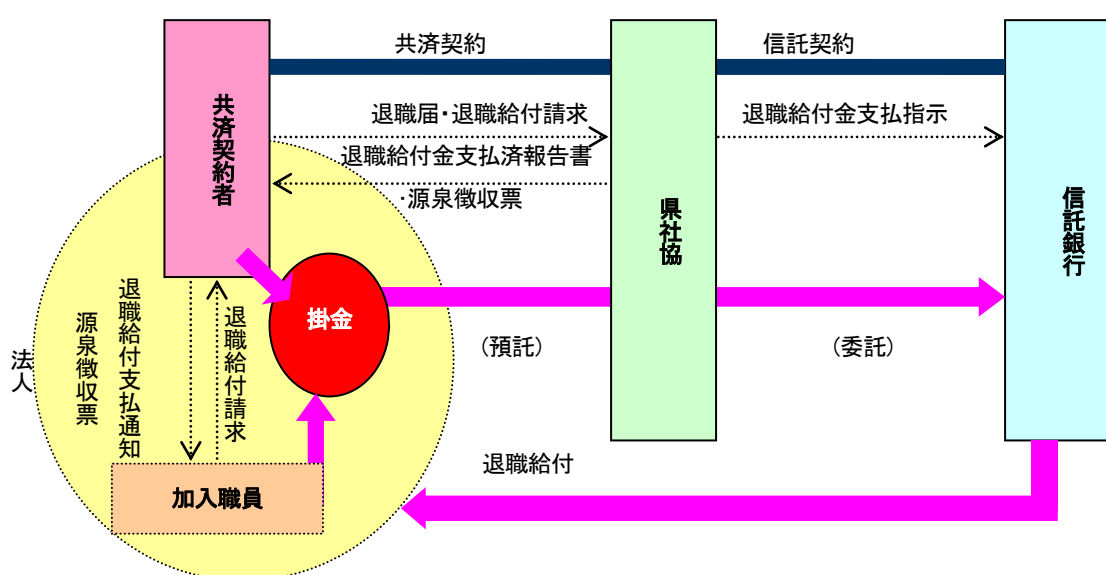 共済契約
信託契約
共済契約者
退職届・退職給付請求
退職給付金支払指示
退職給付金支払済報告書
・源泉徴収票
県社協
信託銀行
掛金
(預託)
(委託)
法人
源泉徴収票
退職給付支払通知
退職給付請求
退職給付
加入職員